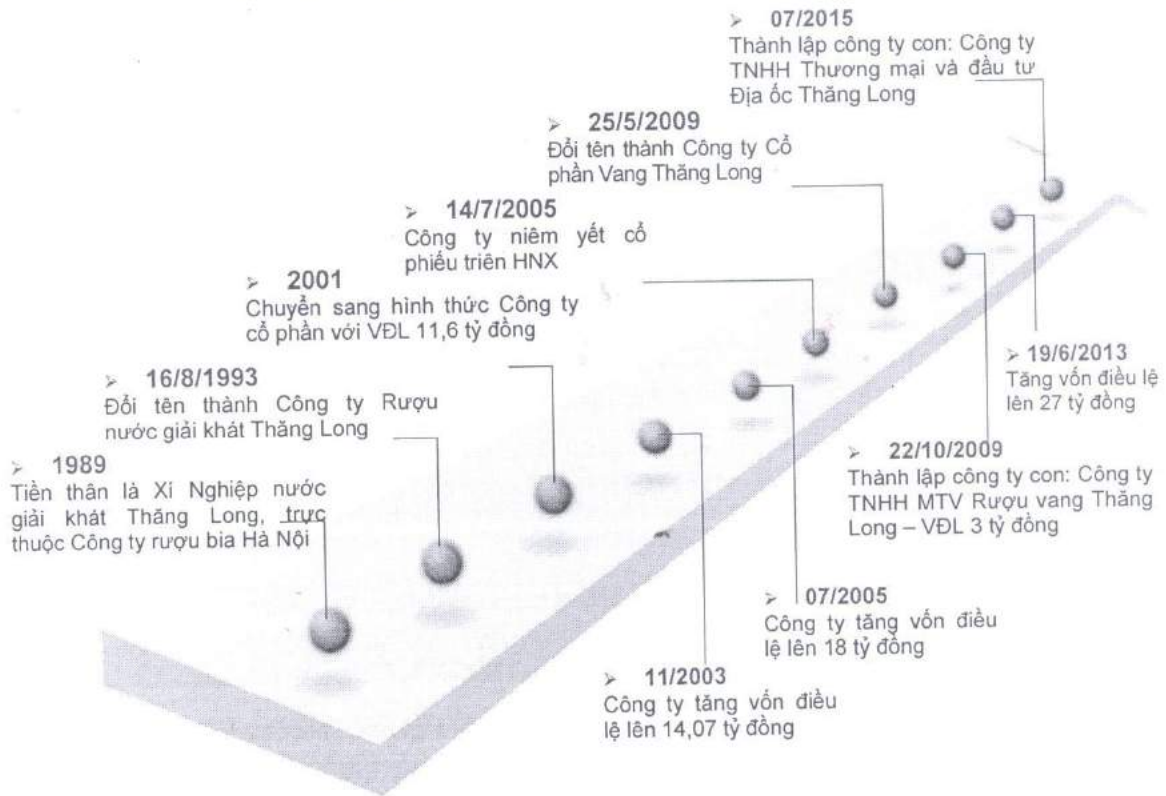 ➢ 07/2015
Thành lập công ty con: Công ty
TNHH Thương mại và đầu tư
Địa ốc Thăng Long
➢ 25/5/2009
Đổi tên thành Công ty Cổ
phần Vang Thăng Long
➢ 14/7/2005
Công ty niêm yết cổ
phiếu triên HNX
➢ 2001
Chuyển sang hình thức Công ty
cổ phần với VĐL 11,6 tỷ đồng
➢ 16/8/1993
Đổi tên thành Công ty Rượu
nước giải khát Thăng Long
➢ 1989
Tiền thân là Xi Nghiệp nước
giải khát Thăng Long, trực
thuộc Công ty rượu bia Hà Nội
➢ 19/6/2013
Tăng vốn điều lệ
lên 27 tỷ đồng
➢ 22/10/2009
Thành lập công ty con: Công ty
TNHH MTV Rượu vang Thăng
Long – VĐL 3 tỷ đồng
➢ 07/2005
Công ty tăng vốn điều
lệ lên 18 tỷ đồng
➢ 11/2003
Công ty tăng vốn điều
lệ lên 14,07 tỷ đồng